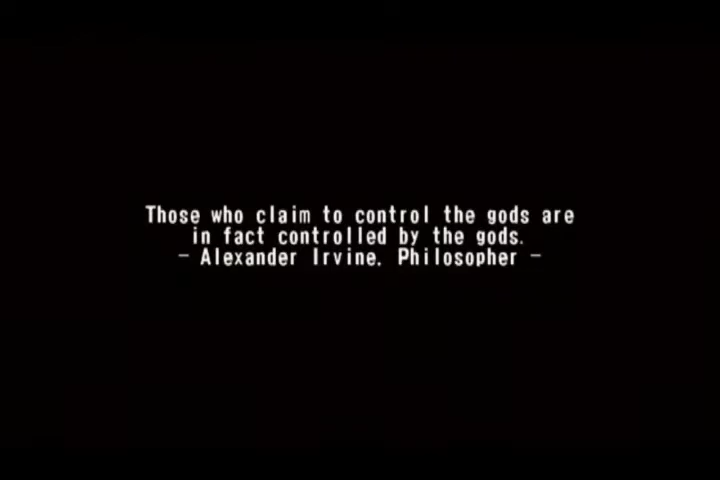 Those who claim to control the gods are
in fact controlled by the gods.
- Alexander Irvine, Philosopher -